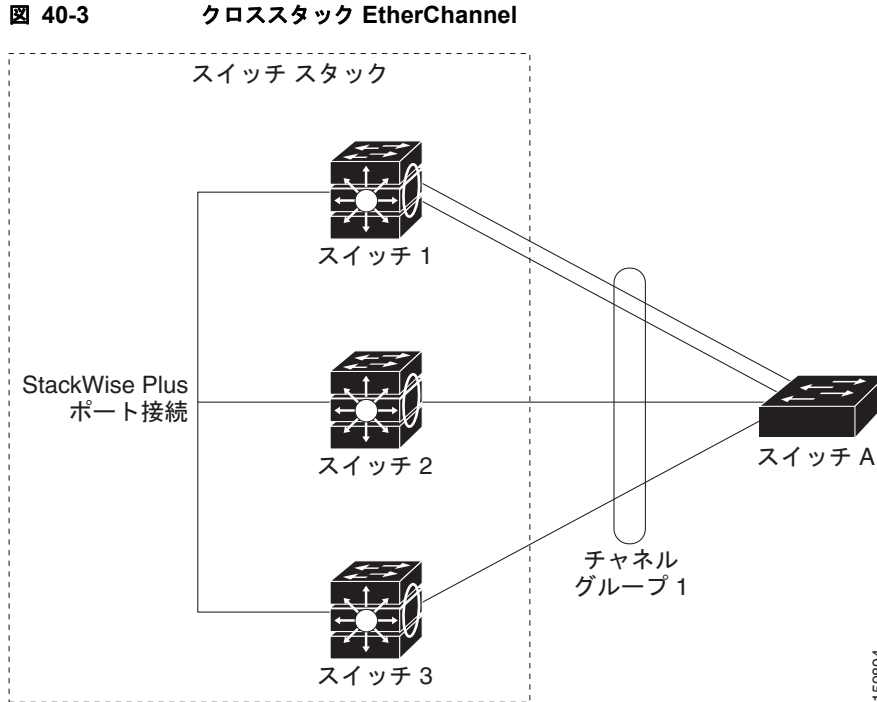 図 40-3 クロススタック EtherChannel
スイッチ スタック
スイッチ 1
StackWise Plus
ポート接続
スイッチ 2
スイッチ A
チャネル
グループ 1
スイッチ 3